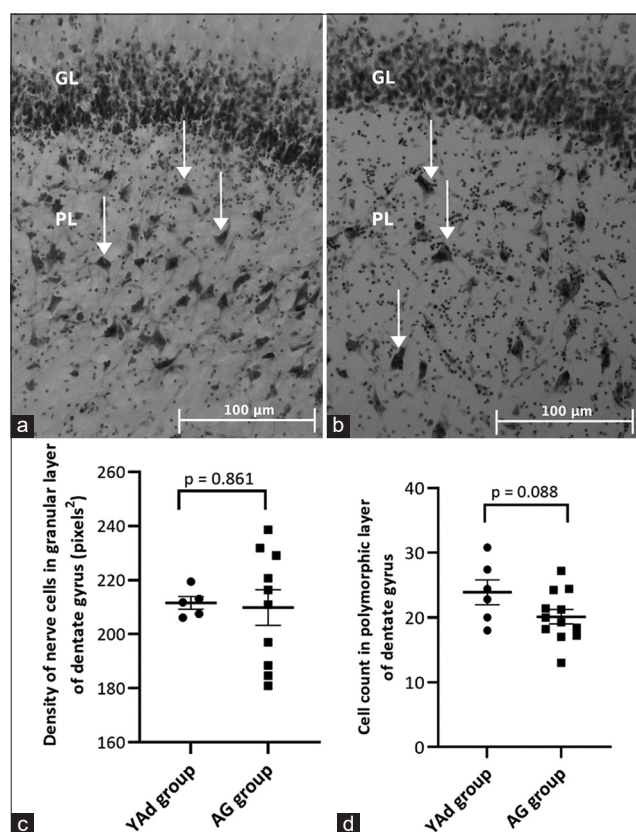 GL
PL
100 µm
a
GL
PL
100 µm
b
Density of nerve cells in granular layer
of dentate gyrus (pixels²)
260
240
220
200
180
160
p = 0.861
YAd group
AG group
c
Cell count in polymorphic layer
of dentate gyrus
40
30
20
10
0
p = 0.088
YAd group
AG group
d